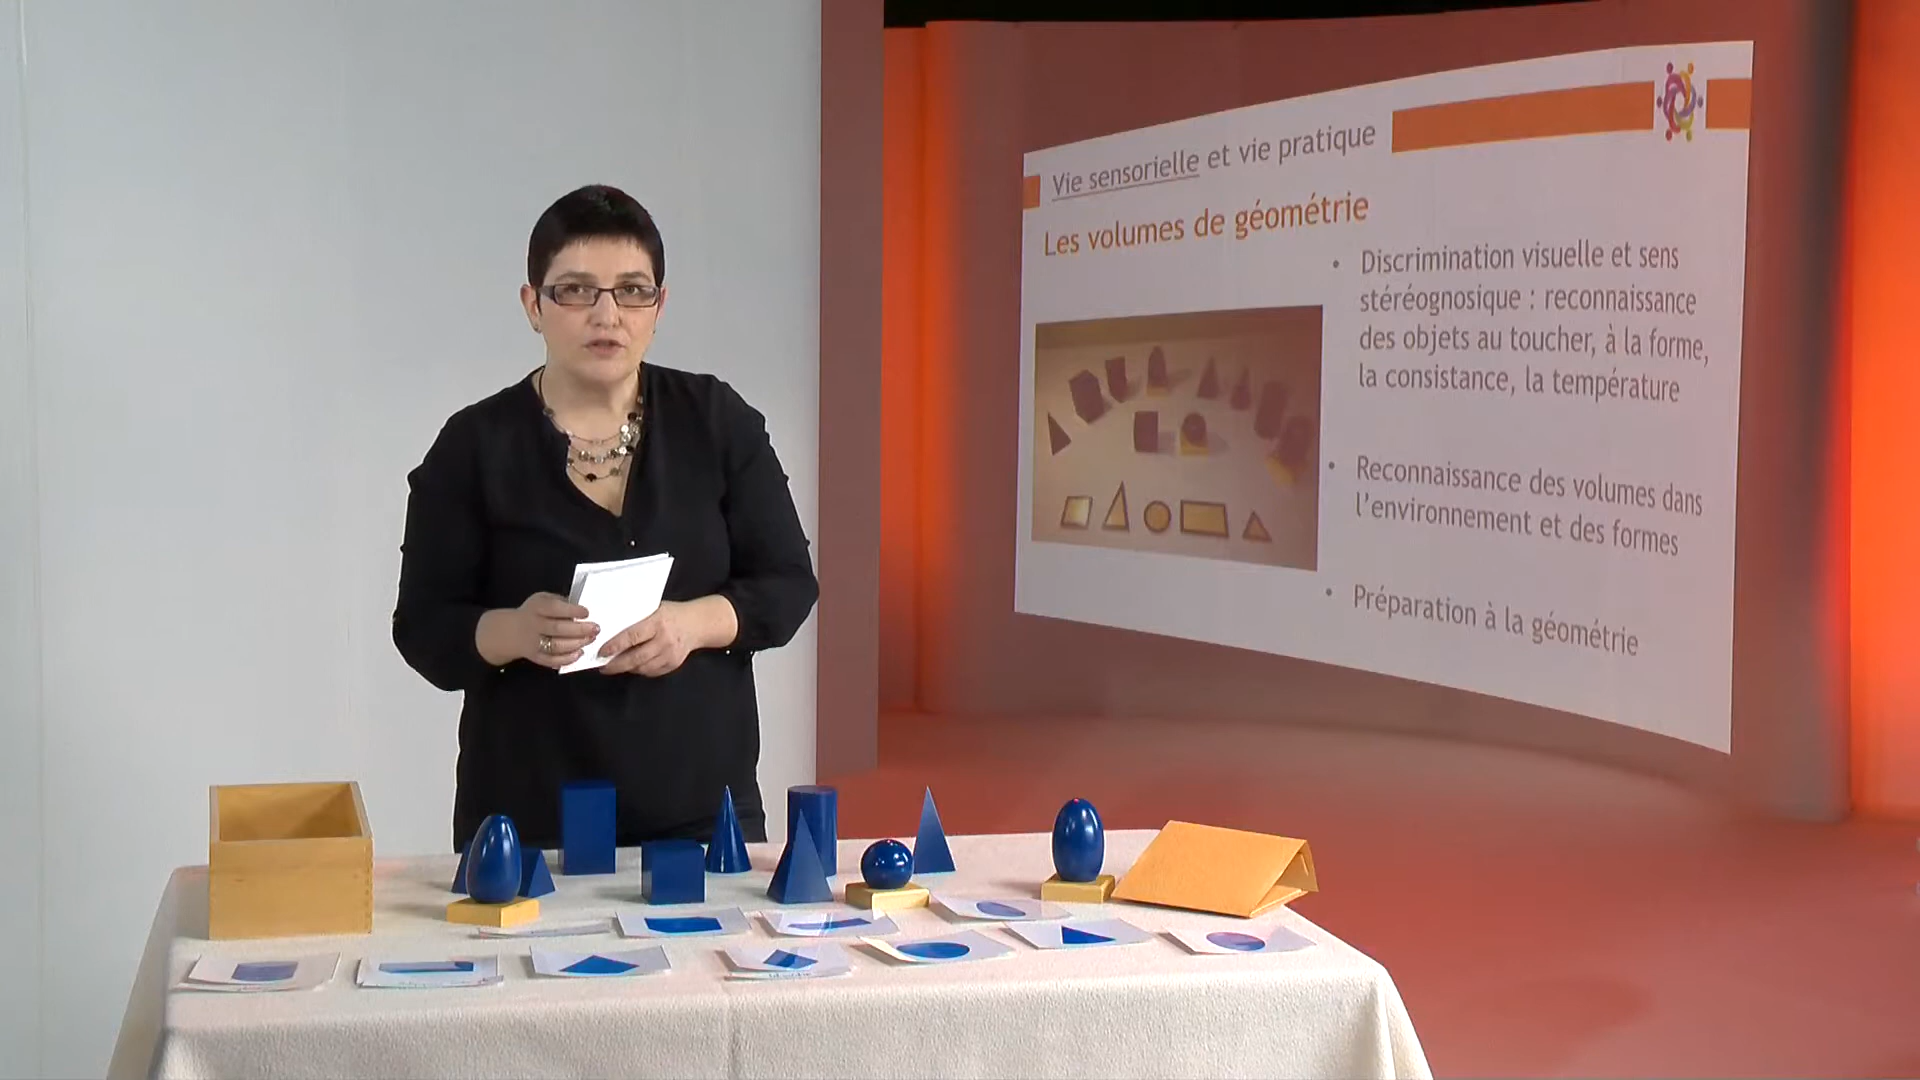 Vie sensorielle et vie pratique
Les volumes de géométrie
• Discrimination visuelle et sens
stéréognosique : reconnaissance
des objets au toucher, à la forme,
la consistance, la température
• Reconnaissance des volumes dans
l'environnement et des formes
• Préparation à la géométrie